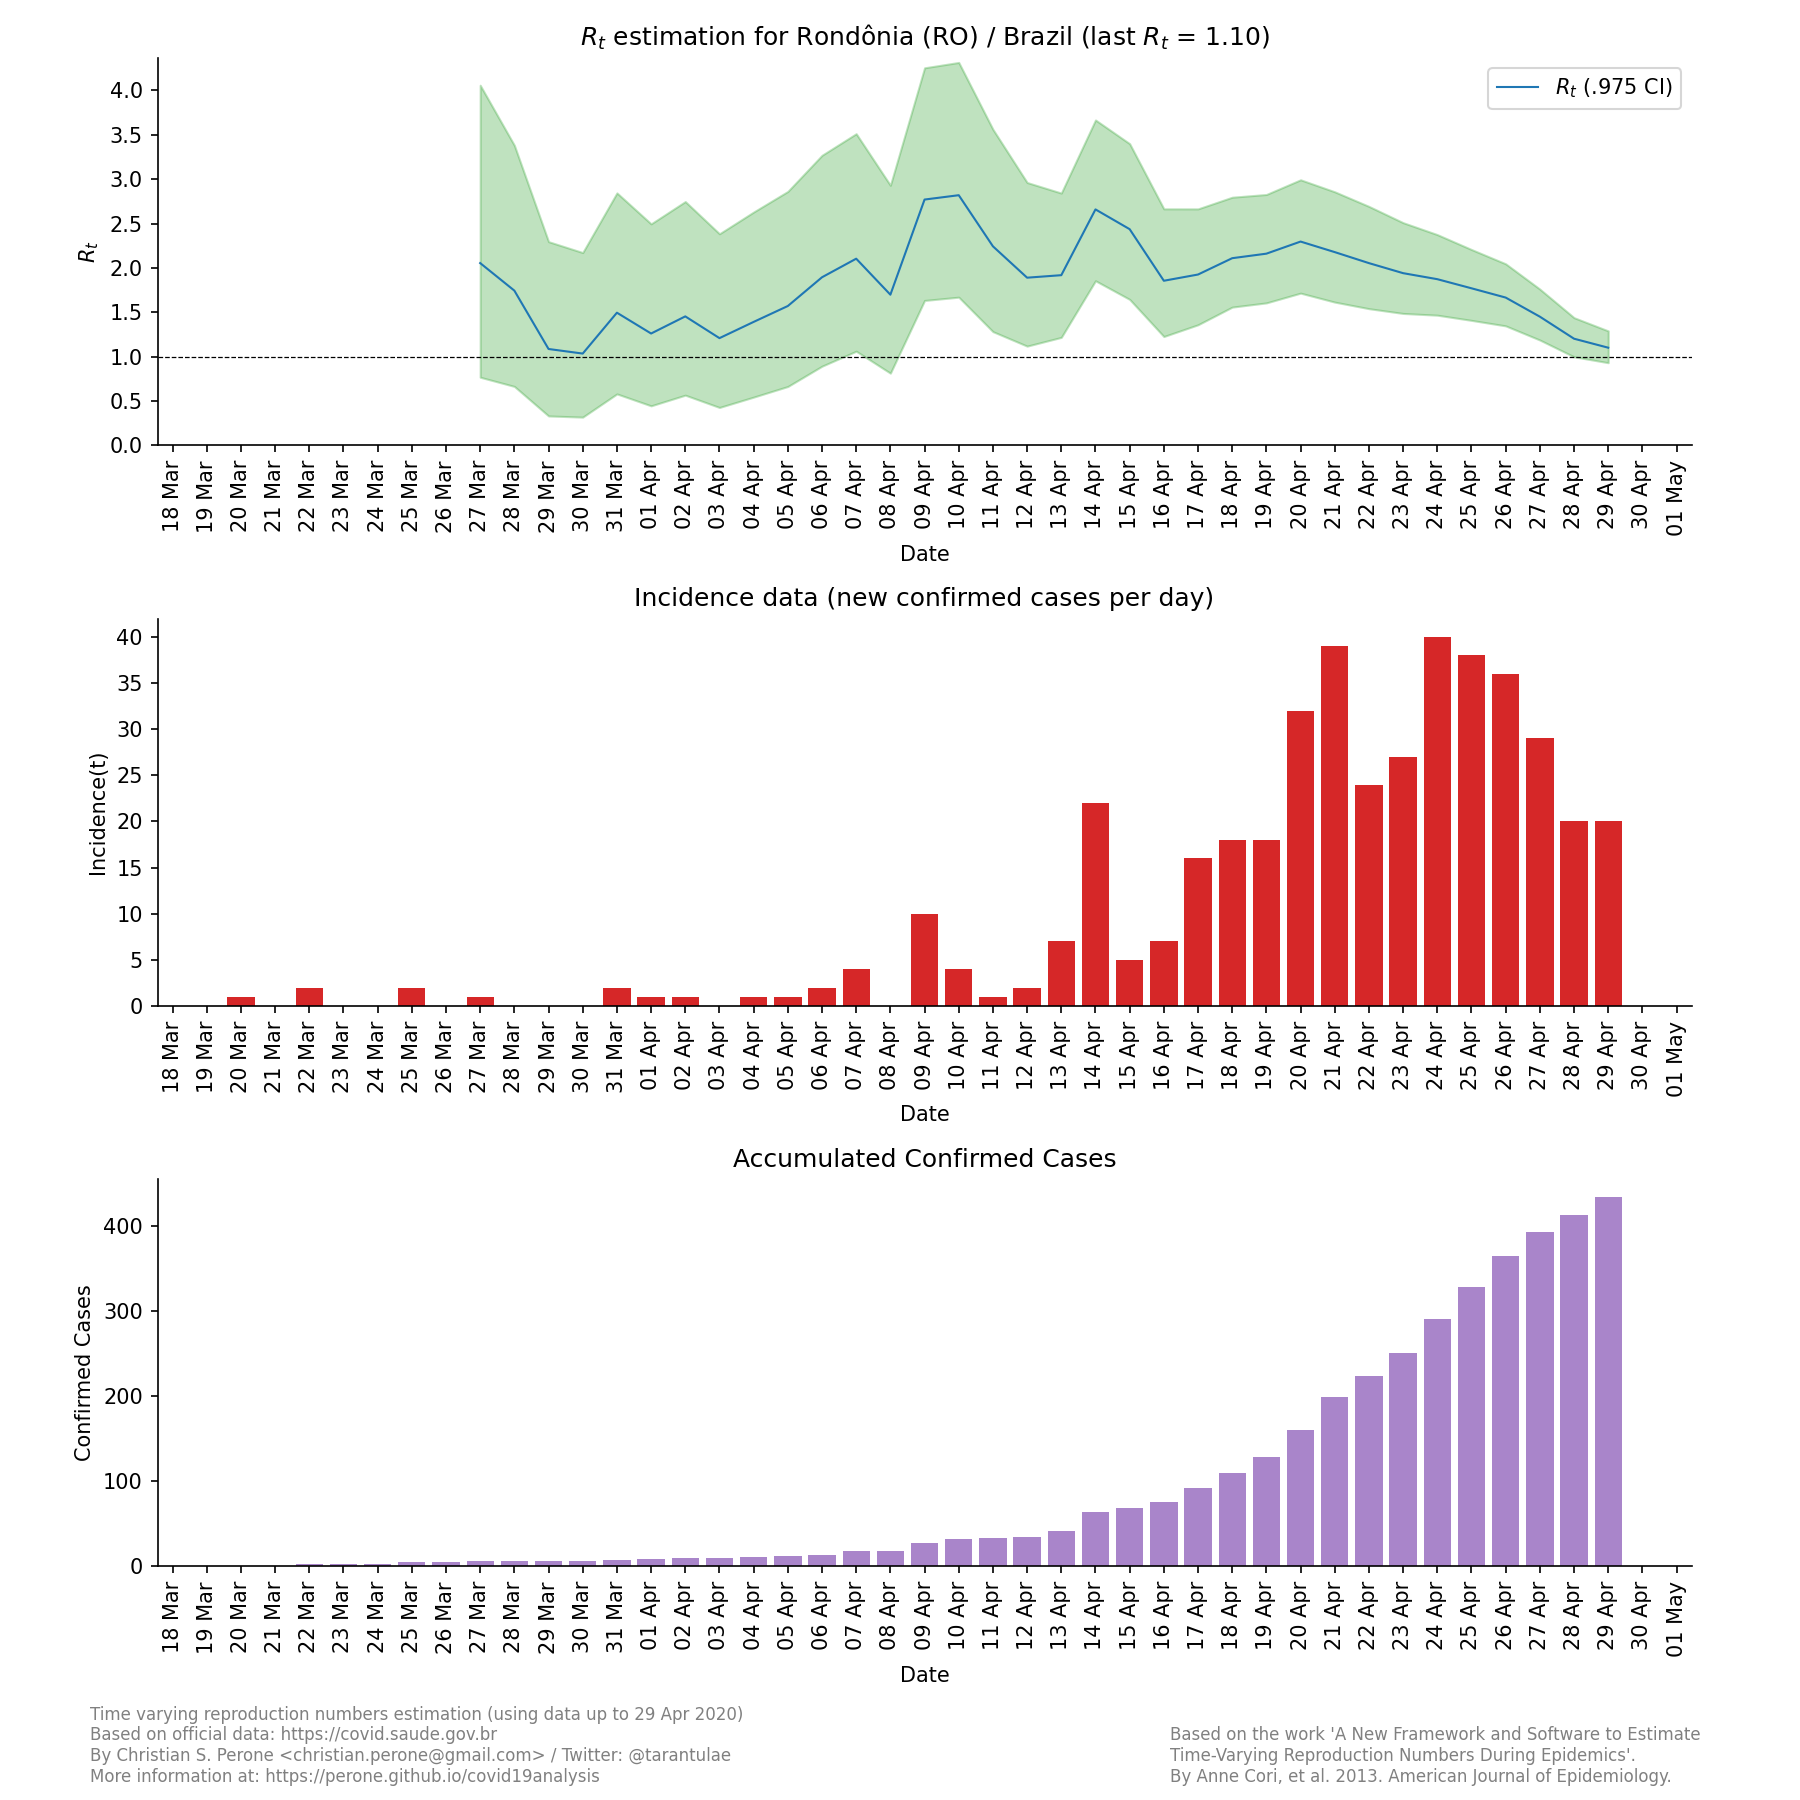 Rt estimation for Rondônia (RO) / Brazil (last Rt = 1.10)
Rt (.975 CI)
Rt
4.0
3.5
3.0
2.5
2.0
1.5
1.0
0.5
0.0
18 Mar 19 Mar 20 Mar 21 Mar 22 Mar 23 Mar 24 Mar 25 Mar 26 Mar 27 Mar 28 Mar 29 Mar 30 Mar 31 Mar 01 Apr 02 Apr 03 Apr 04 Apr 05 Apr 06 Apr 07 Apr 08 Apr 09 Apr 10 Apr 11 Apr 12 Apr 13 Apr 14 Apr 15 Apr 16 Apr 17 Apr 18 Apr 19 Apr 20 Apr 21 Apr 22 Apr 23 Apr 24 Apr 25 Apr 26 Apr 27 Apr 28 Apr 29 Apr 30 Apr 01 May
Date
Incidence data (new confirmed cases per day)
Incidence(t)
40
35
30
25
20
15
10
5
0
18 Mar 19 Mar 20 Mar 21 Mar 22 Mar 23 Mar 24 Mar 25 Mar 26 Mar 27 Mar 28 Mar 29 Mar 30 Mar 31 Mar 01 Apr 02 Apr 03 Apr 04 Apr 05 Apr 06 Apr 07 Apr 08 Apr 09 Apr 10 Apr 11 Apr 12 Apr 13 Apr 14 Apr 15 Apr 16 Apr 17 Apr 18 Apr 19 Apr 20 Apr 21 Apr 22 Apr 23 Apr 24 Apr 25 Apr 26 Apr 27 Apr 28 Apr 29 Apr 30 Apr 01 May
Date
Accumulated Confirmed Cases
Confirmed Cases
400
300
200
100
0
18 Mar 19 Mar 20 Mar 21 Mar 22 Mar 23 Mar 24 Mar 25 Mar 26 Mar 27 Mar 28 Mar 29 Mar 30 Mar 31 Mar 01 Apr 02 Apr 03 Apr 04 Apr 05 Apr 06 Apr 07 Apr 08 Apr 09 Apr 10 Apr 11 Apr 12 Apr 13 Apr 14 Apr 15 Apr 16 Apr 17 Apr 18 Apr 19 Apr 20 Apr 21 Apr 22 Apr 23 Apr 24 Apr 25 Apr 26 Apr 27 Apr 28 Apr 29 Apr 30 Apr 01 May
Date
Time varying reproduction numbers estimation (using data up to 29 Apr 2020)
Based on official data: https://covid.saude.gov.br
By Christian S. Perone <christian.perone@gmail.com> / Twitter: @tarantulae
More information at: https://perone.github.io/covid19analysis
Based on the work 'A New Framework and Software to Estimate
Time-Varying Reproduction Numbers During Epidemics'.
By Anne Cori, et al. 2013. American Journal of Epidemiology.